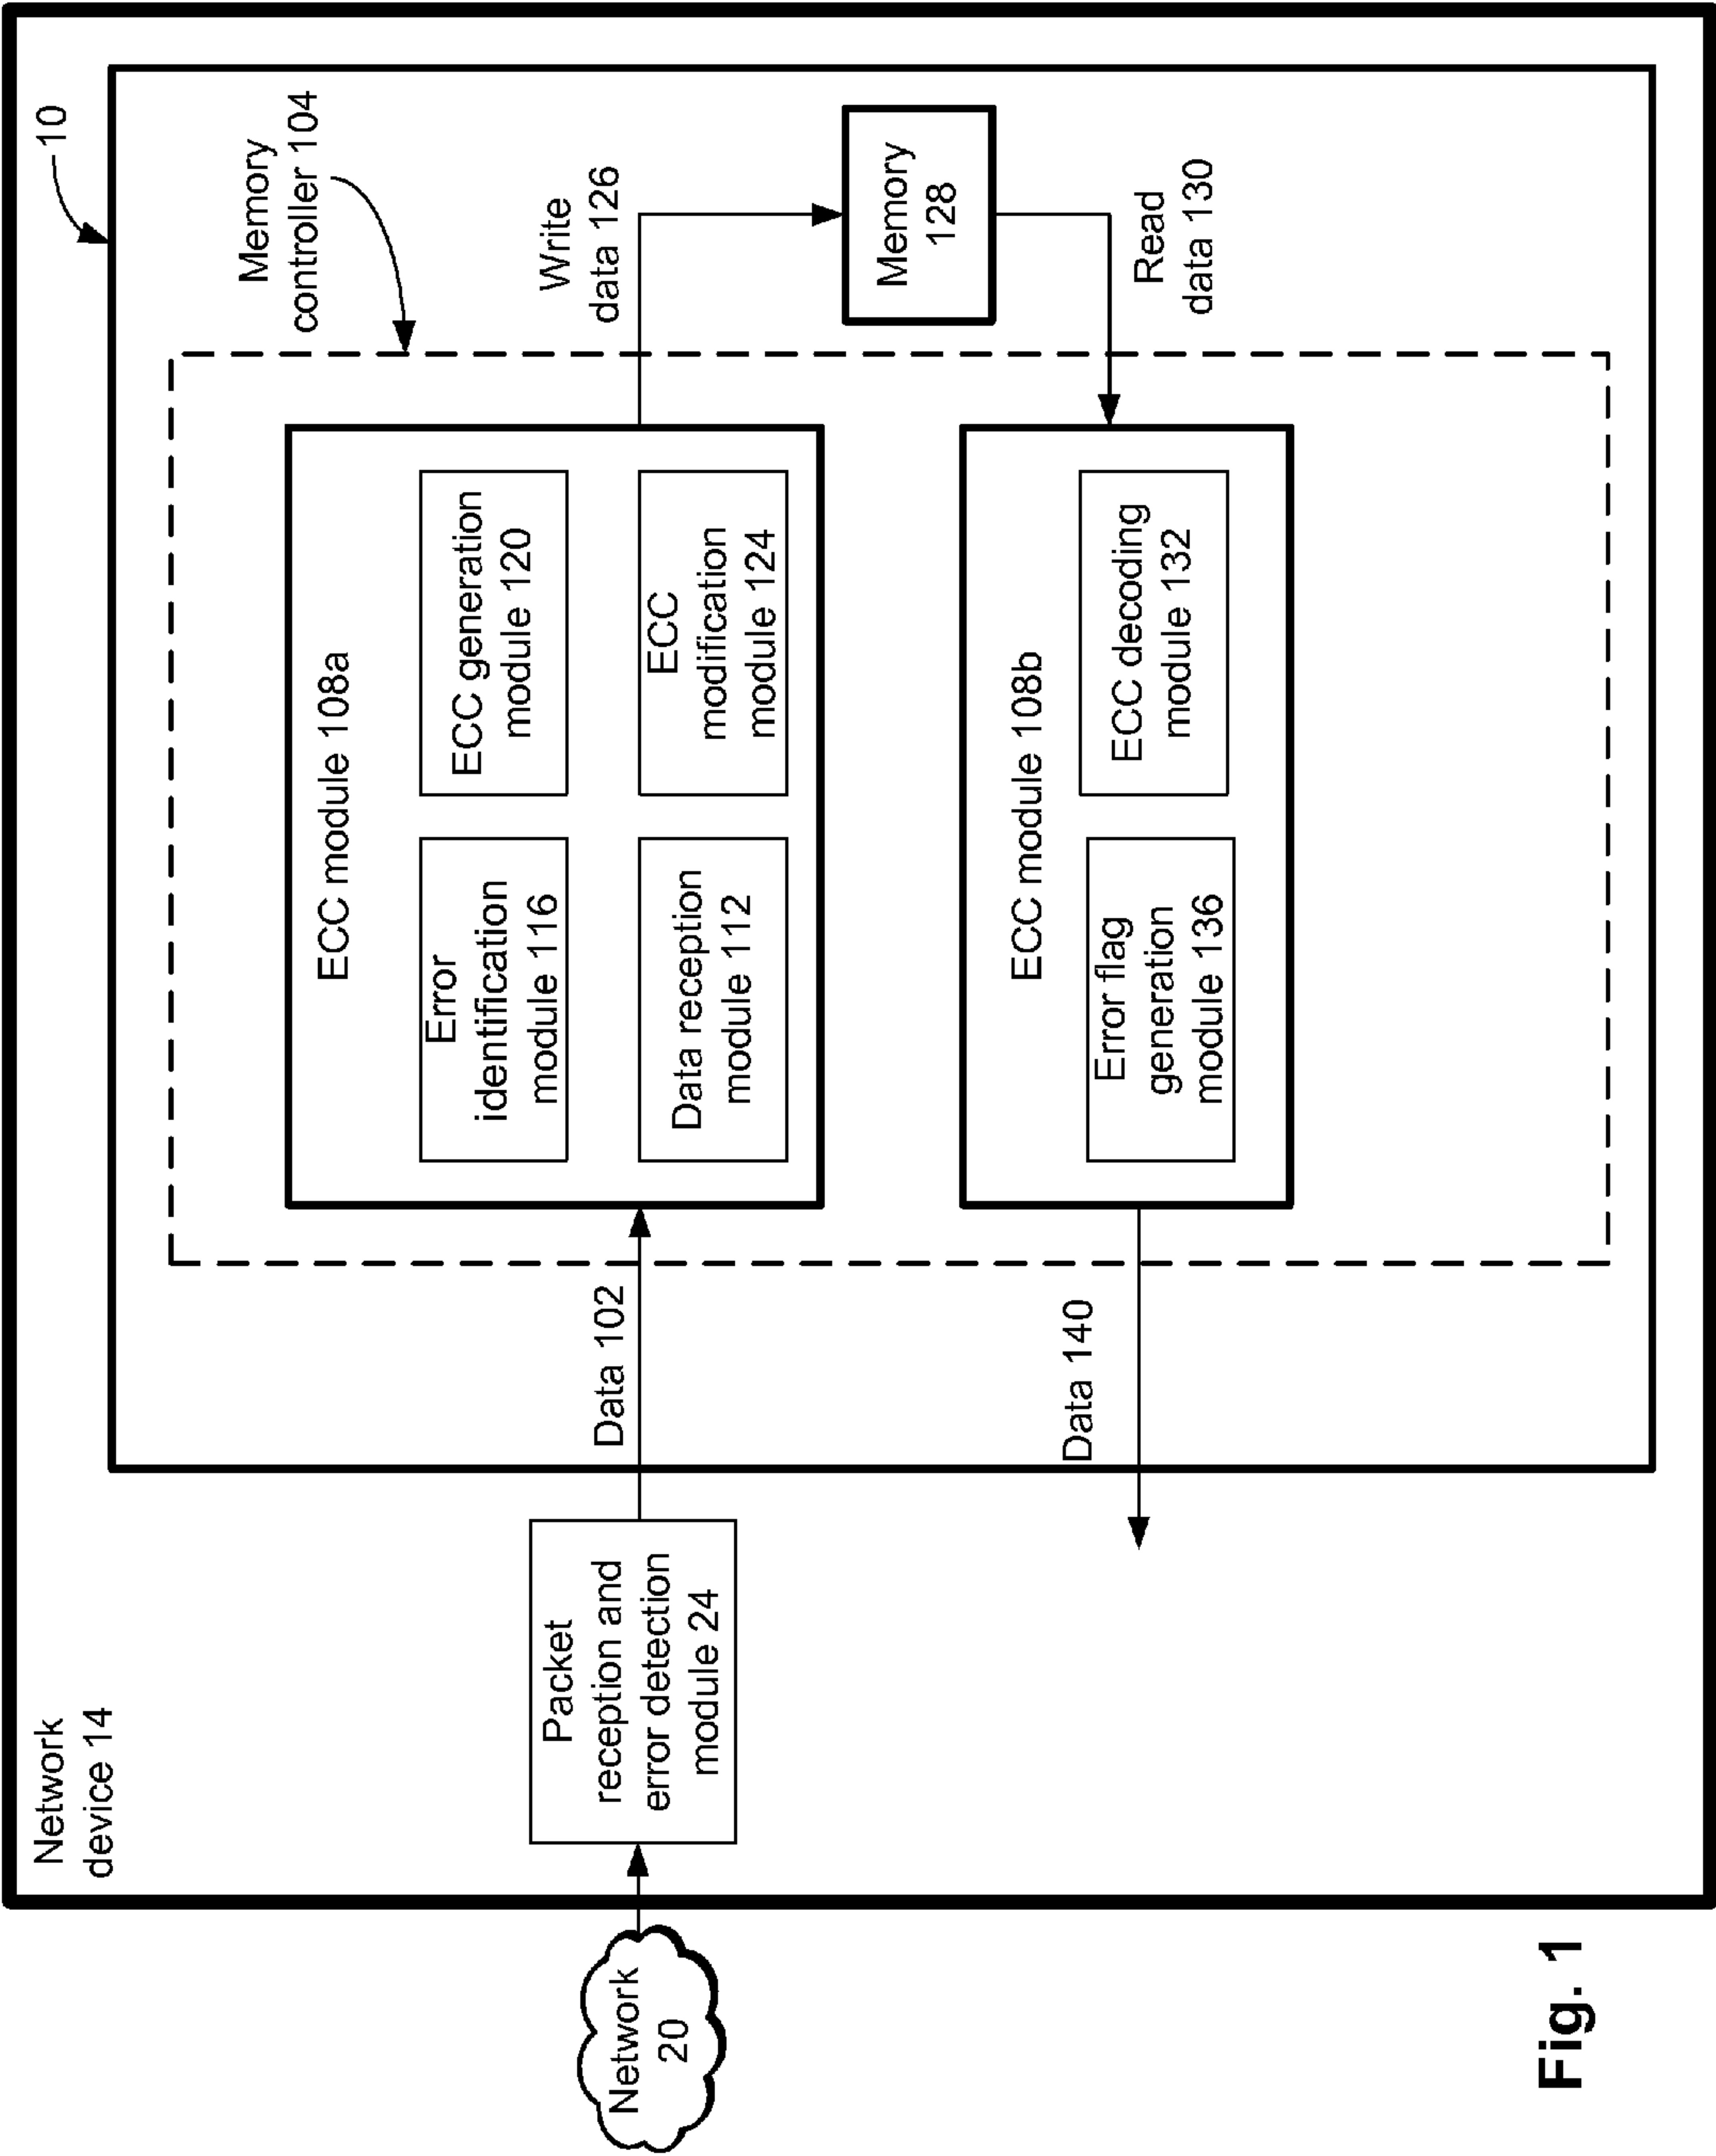 Network
device 14
10
Memory
controller 104
Network
20
Packet
reception and
error detection
module 24
Data 102
ECC module 108a
Error
identification
module 116
ECC generation
module 120
Data reception
module 112
ECC
modification
module 124
Write
data 126
Memory
128
Read
data 130
ECC module 108b
Error flag
generation
module 136
ECC decoding
module 132
Data 140
Fig. 1